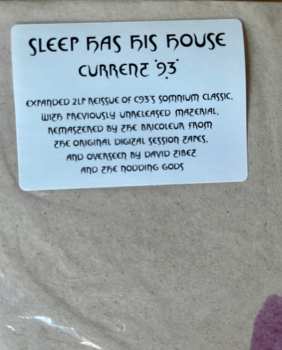 SLEEP HAS HIS HOUSE
CURRENT '93'
EXPANDED 2LP REISSUE OF C93'S SOMNIUM CLASSIC,
WITH PREVIOUSLY UNRELEASED MATERIAL,
REMASTERED BY THE BRICOLEUR FROM
THE ORIGINAL DIGITAL SESSION TAPES,
AND OVERSEEN BY DAVID TIBET
AND THE NODDING GODS